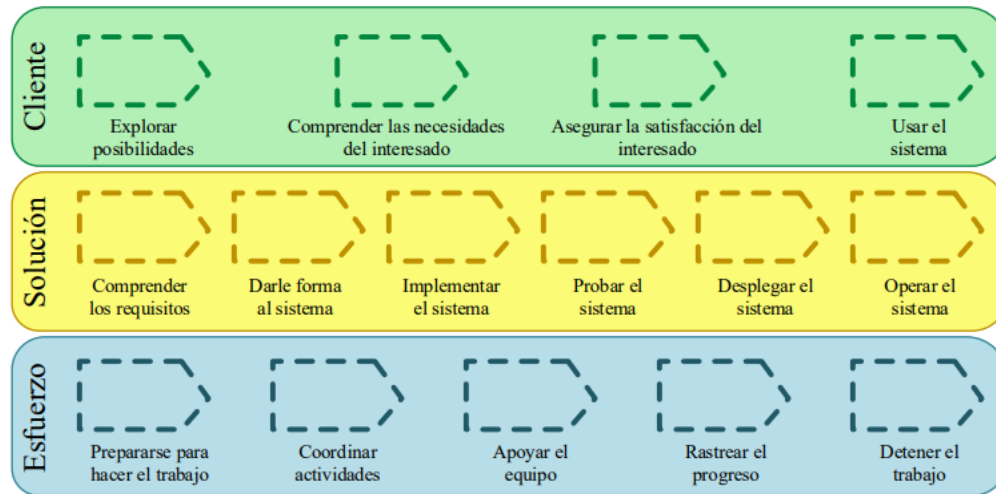 Cliente
Explorar
posibilidades
Comprender las necesidades
del interesado
Asegurar la satisfacción del
interesado
Usar el
sistema
Solución
Comprender
los requisitos
Darle forma
al sistema
Implementar
el sistema
Probar el
sistema
Desplegar el
sistema
Operar el
sistema
Esfuerzo
Prepararse para
hacer el trabajo
Coordinar
actividades
Apoyar el
equipo
Rastrear el
progreso
Detener el
trabajo